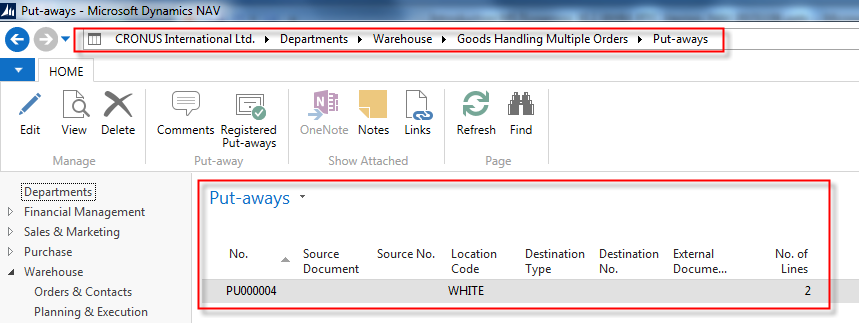 Put-aways - Microsoft Dynamics NAV
CRONUS International Ltd. Departments Warehouse Goods Handling Multiple Orders Put-aways
HOME
Edit View Delete Comments Registered Put-aways OneNote Notes Links Refresh Find
Manage Put-away Show Attached Page
Departments
Financial Management
Sales & Marketing
Purchase
Warehouse
Orders & Contacts
Planning & Execution
Put-aways
No. Source Document Source No. Location Code Destination Type Destination No. External Docume... No. of Lines
PU000004 WHITE 2